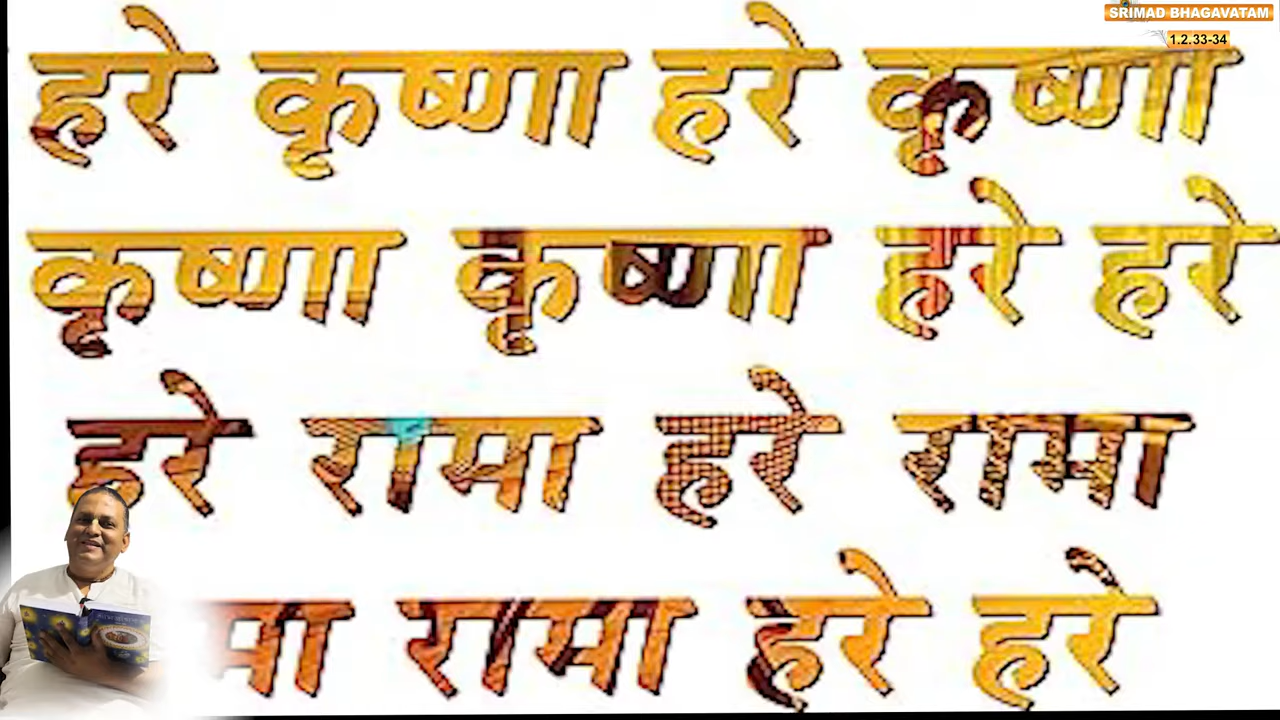 SRIMAD BHAGAVATAM
1.2.33-34
हरे कृष्णा हरे कृष्णा
कृष्णा कृष्णा हरे हरे
हरे रामा हरे रामा
मा रामा हरे हरे